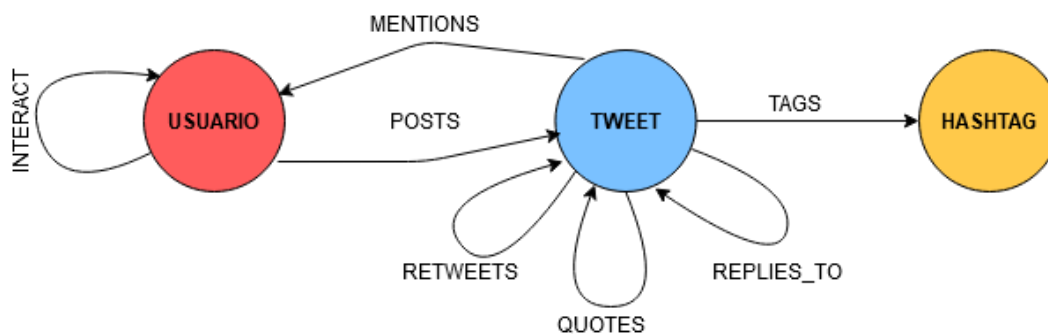 MENTIONS
INTERACT
USUARIO
POSTS
TWEET
TAGS
HASHTAG
RETWEETS
REPLIES_TO
QUOTES